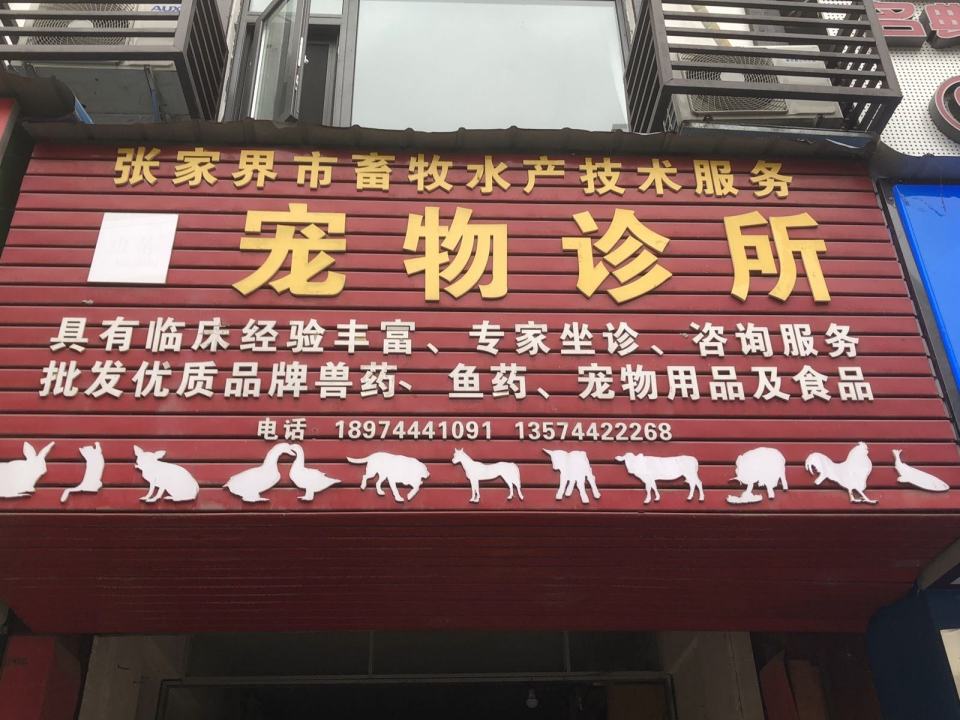 AUX
张家界市畜牧水产技术服务
宠物诊所
具有临床经验丰富、专家坐诊、咨询服务
批发优质品牌兽药、鱼药、宠物用品及食品
电话 18974441091 13574422268